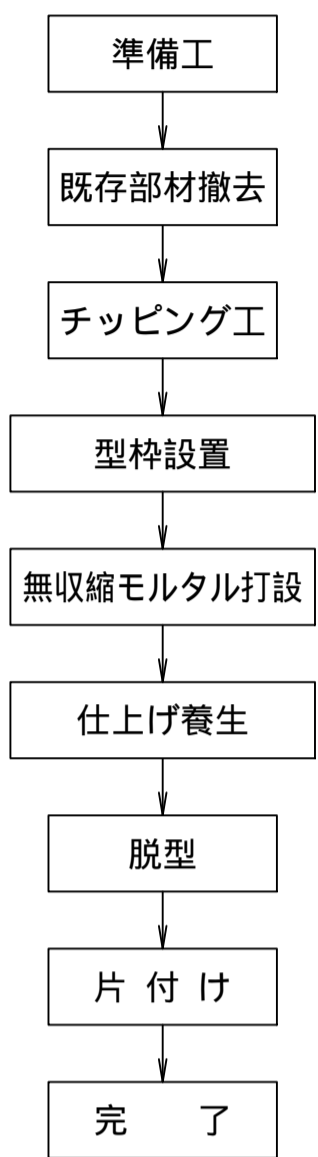 準備工
既存部材撤去
チッピング工
型枠設置
無収縮モルタル打設
仕上げ養生
脱型
片 付 け
完　　了